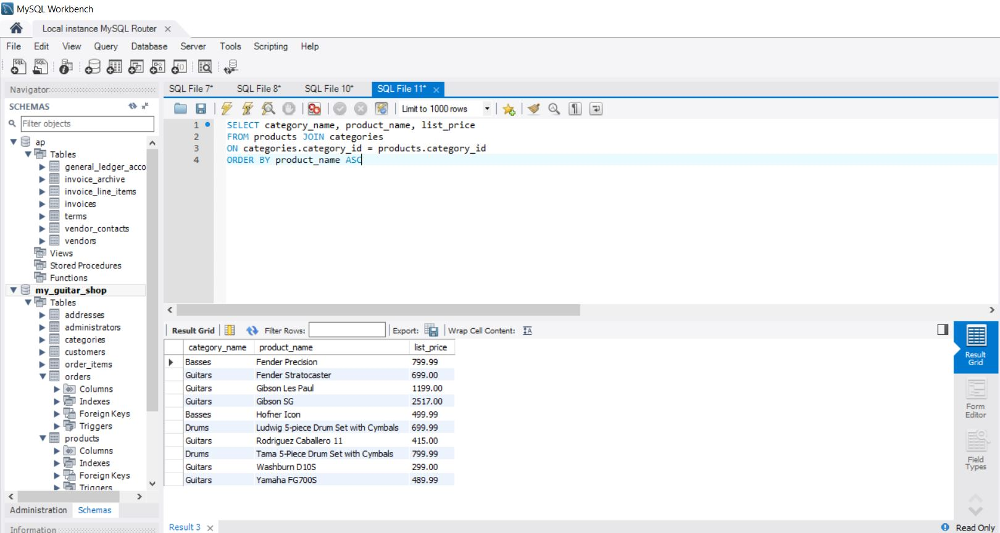 MySQL Workbench
Local instance MySQL Router
File Edit View Query Database Server Tools Scripting Help
Navigator
SCHEMAS
Filter objects
ap
Tables
general_ledger_acco
invoice_archive
invoice_line_items
invoices
terms
vendor_contacts
vendors
Views
Stored Procedures
Functions
my_guitar_shop
Tables
addresses
administrators
categories
customers
order_items
orders
Columns
Indexes
Foreign Keys
Triggers
products
Columns
Indexes
Foreign Keys
Triggers
Administration Schemas
Information
SQL File 7* SQL File 8* SQL File 10* SQL File 11*
Limit to 1000 rows
1 SELECT category_name, product_name, list_price
2 FROM products JOIN categories
3 ON categories.category_id = products.category_id
4 ORDER BY product_name ASC
Result Grid Filter Rows: Export: Wrap Cell Content:
category_name product_name list_price
Basses Fender Precision 799.99
Guitars Fender Stratocaster 699.00
Guitars Gibson Les Paul 1199.00
Guitars Gibson SG 2517.00
Basses Hofner Icon 499.99
Drums Ludwig 5-piece Drum Set with Cymbals 699.99
Guitars Rodriguez Caballero 11 415.00
Drums Tama 5-Piece Drum Set with Cymbals 799.99
Guitars Washburn D10S 299.00
Guitars Yamaha FG700S 489.99
Result
Grid
Form
Editor
Field
Types
Result 3
Read Only